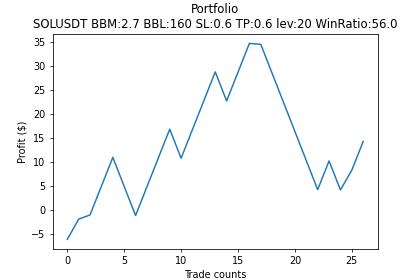 Portfolio
SOLUSDT BBM:2.7 BBL:160 SL:0.6 TP:0.6 lev:20 WinRatio:56.0
35
30
25
20
15
10
5
0
−5
Profit ($)
0 5 10 15 20 25
Trade counts